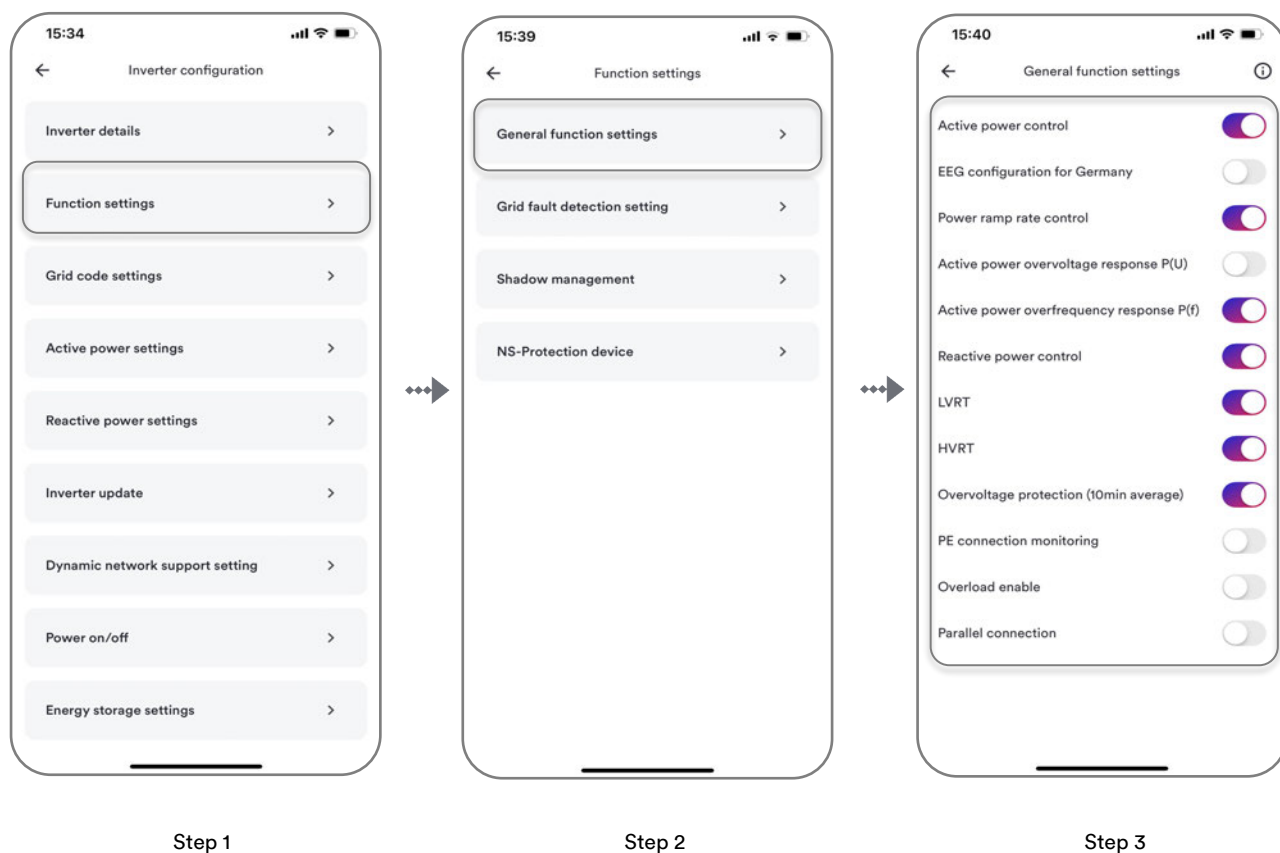 15:34
Inverter configuration
Inverter details
Function settings
Grid code settings
Active power settings
Reactive power settings
Inverter update
Dynamic network support setting
Power on/off
Energy storage settings
Step 1
15:39
Function settings
General function settings
Grid fault detection setting
Shadow management
NS-Protection device
Step 2
15:40
General function settings
Active power control
EEG configuration for Germany
Power ramp rate control
Active power overvoltage response P(U)
Active power overfrequency response P(f)
Reactive power control
LVRT
HVRT
Overvoltage protection (10min average)
PE connection monitoring
Overload enable
Parallel connection
Step 3